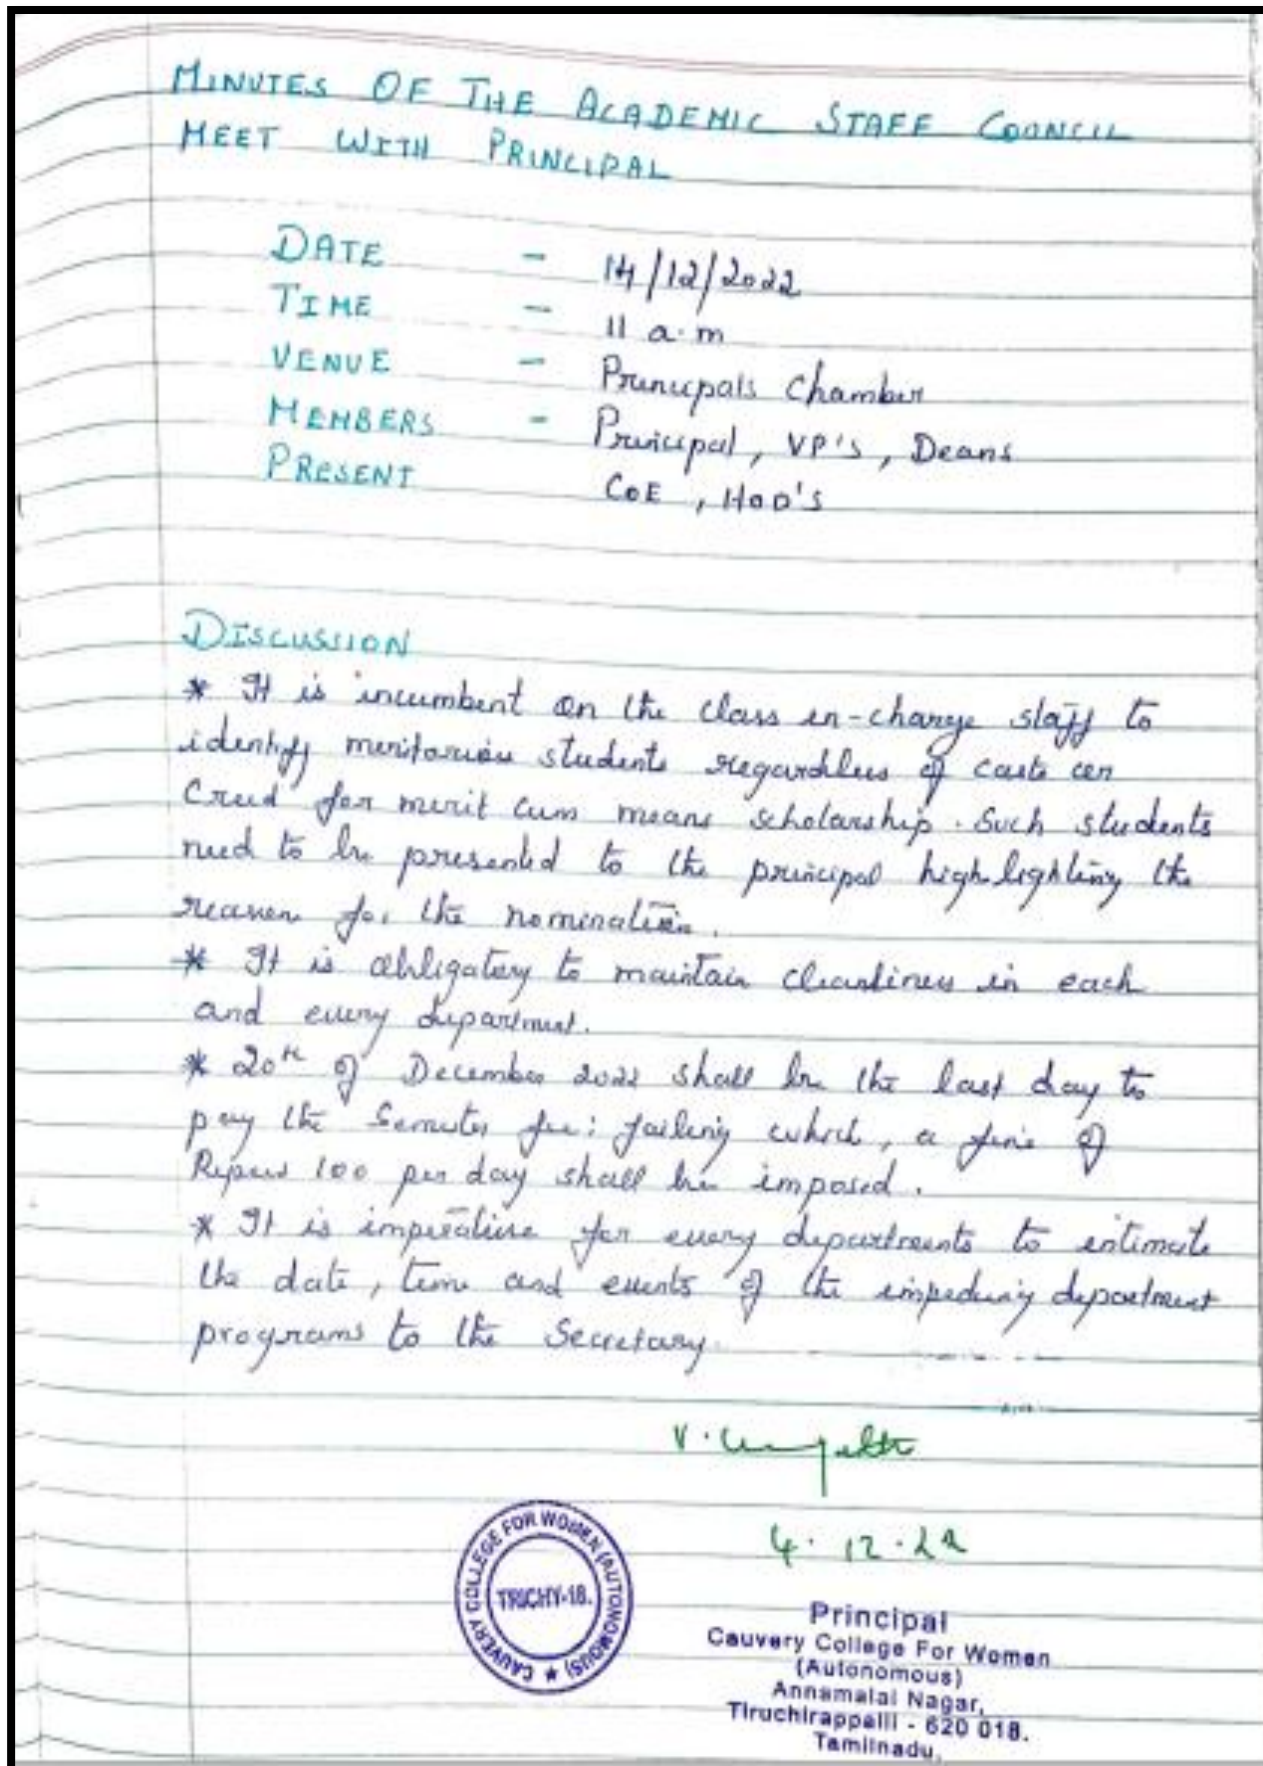 MINUTES OF THE ACADEMIC STAFF COUNCIL
MEET WITH PRINCIPAL
DATE - 14/12/2022
TIME - 11 a.m
VENUE - Principals Chamber
MEMBERS - Principal, VP's, Deans
PRESENT CoE, HOD'S
DISCUSSION
* It is incumbent on the class in-charge staff to
identify meritorious students regardless of caste or
Creed for merit cum means scholarship. Such students
need to be presented to the principal highlighting the
reason for the nomination.
* It is obligatory to maintain cleanliness in each
and every department.
* 20th of December 2022 shall be the last day to
pay the Semester fee; failing which, a fine of
Rupees 100 per day shall be imposed.
* It is imperative for every departments to intimate
the date, time and events of the impeding department
programs to the Secretary.
V.
4.12.22
CAUVERY COLLEGE FOR WOMEN (AUTONOMOUS) ★
TRICHY-18.
Principal
Cauvery College For Women
(Autonomous)
Annamalai Nagar,
Tiruchirappalli - 620 018.
Tamilnadu.